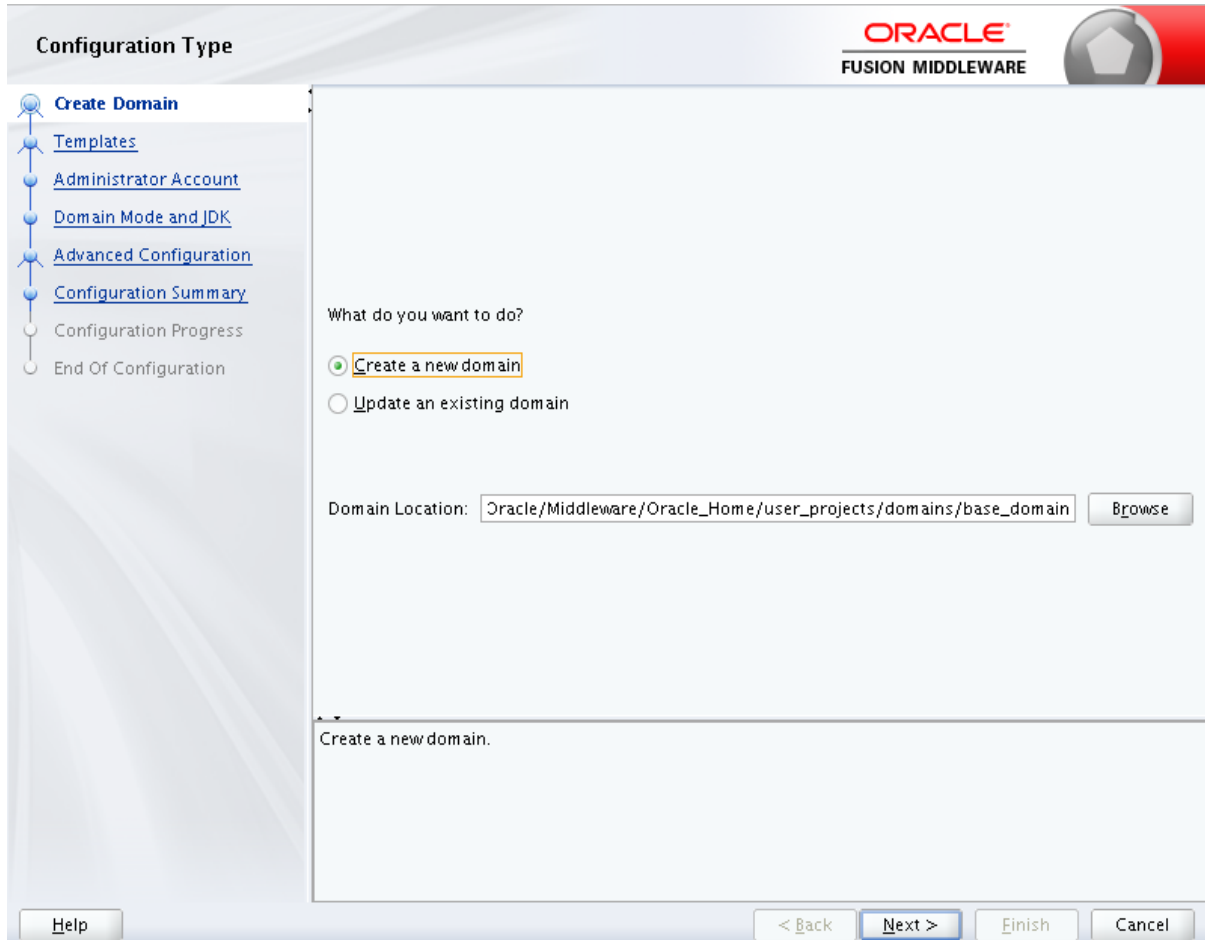 Configuration Type
ORACLE
FUSION MIDDLEWARE
Create Domain
Templates
Administrator Account
Domain Mode and JDK
Advanced Configuration
Configuration Summary
Configuration Progress
End Of Configuration
What do you want to do?
Create a new domain
Update an existing domain
Domain Location: Oracle/Middleware/Oracle_Home/user_projects/domains/base_domain Browse
Create a new domain.
Help < Back Next > Finish Cancel